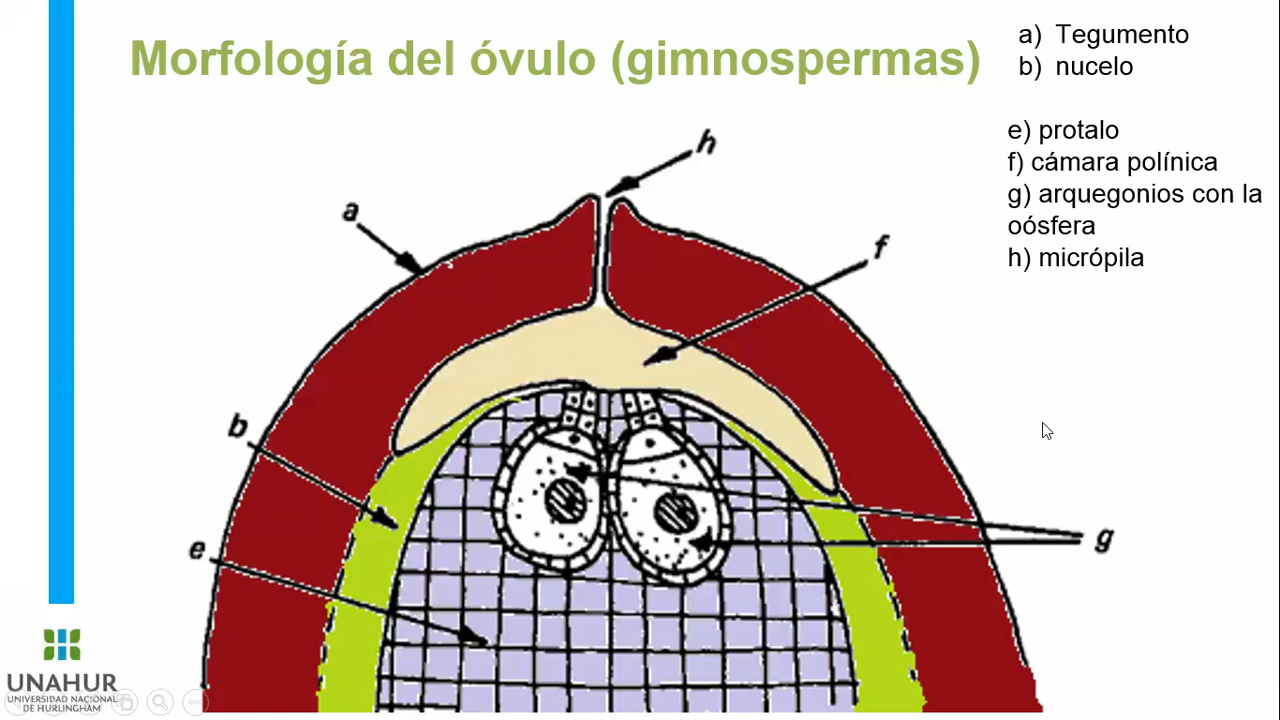 Morfología del óvulo (gimnospermas)
a) Tegumento
b) nucelo
e) protalo
f) cámara polínica
g) arquegonios con la
oósfera
h) micrópila
h
a
f
b
e
g
UNAHUR
UNIVERSIDAD NACIONAL
DE HURLINGHAM